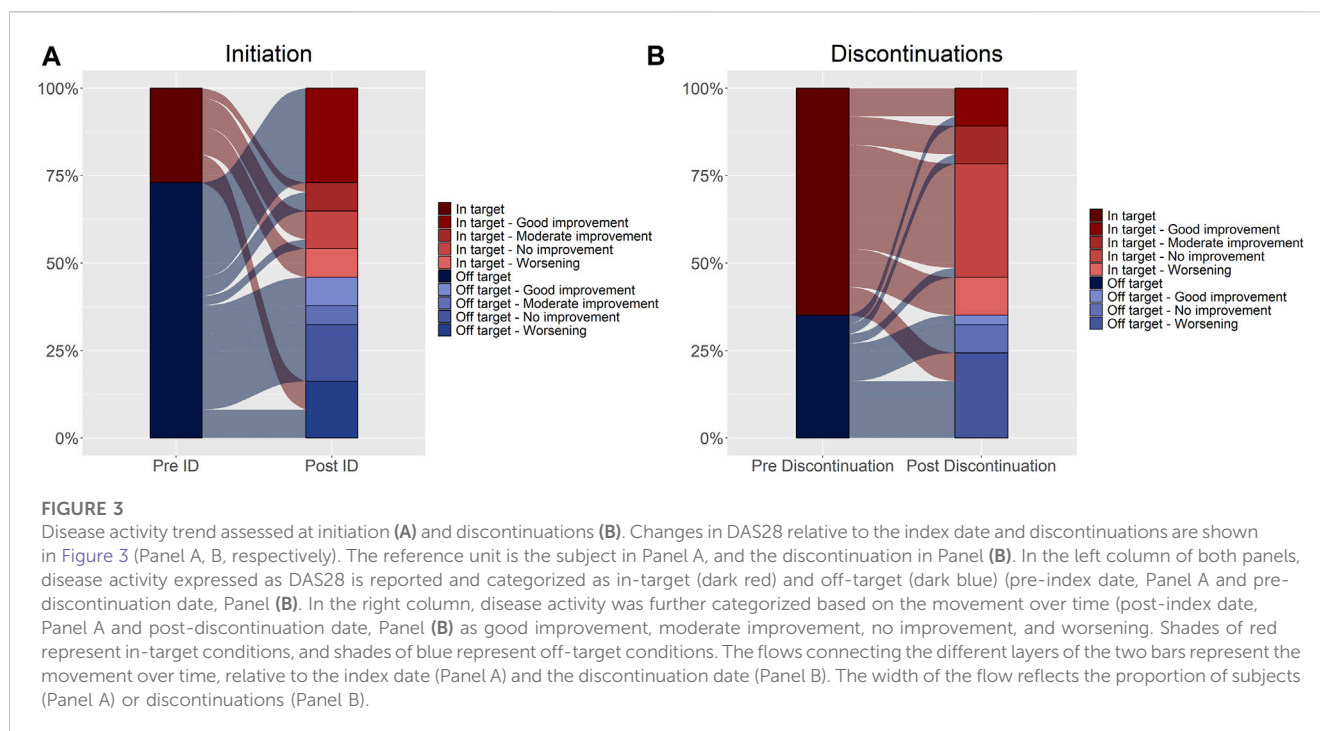 A
Initiation
100%
75%
50%
25%
0%
Pre ID
Post ID
In target
In target - Good improvement
In target - Moderate improvement
In target - No improvement
In target - Worsening
Off target
Off target - Good improvement
Off target - Moderate improvement
Off target - No improvement
Off target - Worsening
B
Discontinuations
100%
75%
50%
25%
0%
Pre Discontinuation
Post Discontinuation
In target
In target - Good improvement
In target - Moderate improvement
In target - No improvement
In target - Worsening
Off target
Off target - Good improvement
Off target - No improvement
Off target - Worsening
FIGURE 3
Disease activity trend assessed at initiation (A) and discontinuations (B). Changes in DAS28 relative to the index date and discontinuations are shown
in Figure 3 (Panel A, B, respectively). The reference unit is the subject in Panel A, and the discontinuation in Panel (B). In the left column of both panels,
disease activity expressed as DAS28 is reported and categorized as in-target (dark red) and off-target (dark blue) (pre-index date, Panel A and pre-
discontinuation date, Panel (B). In the right column, disease activity was further categorized based on the movement over time (post-index date,
Panel A and post-discontinuation date, Panel (B) as good improvement, moderate improvement, no improvement, and worsening. Shades of red
represent in-target conditions, and shades of blue represent off-target conditions. The flows connecting the different layers of the two bars represent the
movement over time, relative to the index date (Panel A) and the discontinuation date (Panel B). The width of the flow reflects the proportion of subjects
(Panel A) or discontinuations (Panel B).